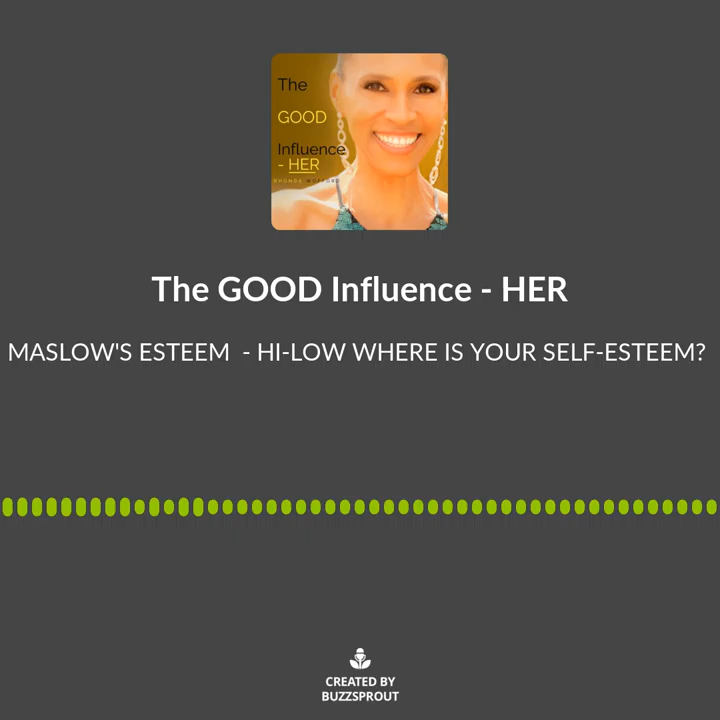 The
GOOD
Influence
- HER
The GOOD Influence - HER
MASLOW'S ESTEEM - HI-LOW WHERE IS YOUR SELF-ESTEEM?
CREATED BY
BUZZSPROUT